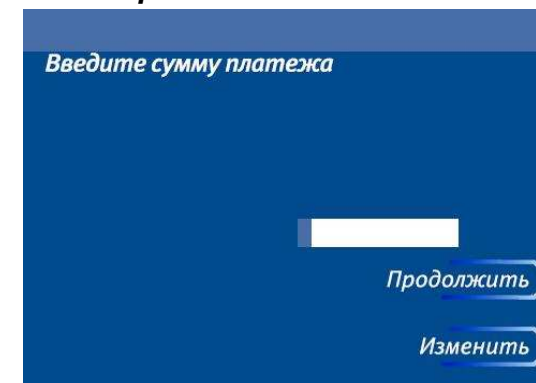 Введите сумму платежа
Продолжить
Изменить